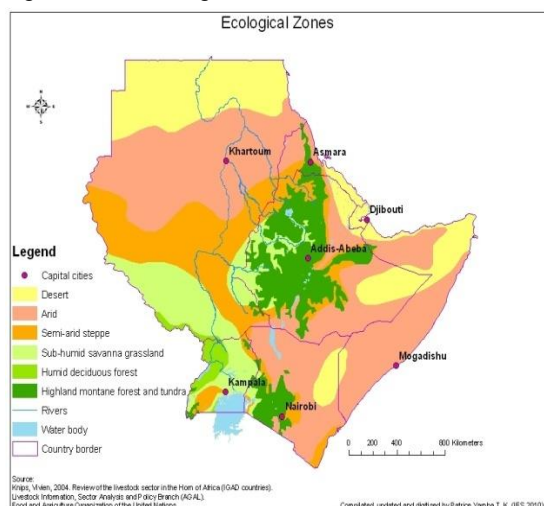 Ecological Zones
Khartoum
Asmara
Djibouti
Addis-Abeba
Mogadishu
Kampala
Nairobi
Legend
Capital cities
Desert
Arid
Semi-arid steppe
Sub-humid savanna grassland
Humid deciduous forest
Highland montane forest and tundra
Rivers
Water body
Country border
0 200 400 800 Kilometers
Source:
Knips, Vivien, 2004. Review of the livestock sector in the Horn of Africa (IGAD countries).
Livestock Information, Sector Analysis and Policy Branch (AGAL).
Food and Agriculture Organization of the United Nations